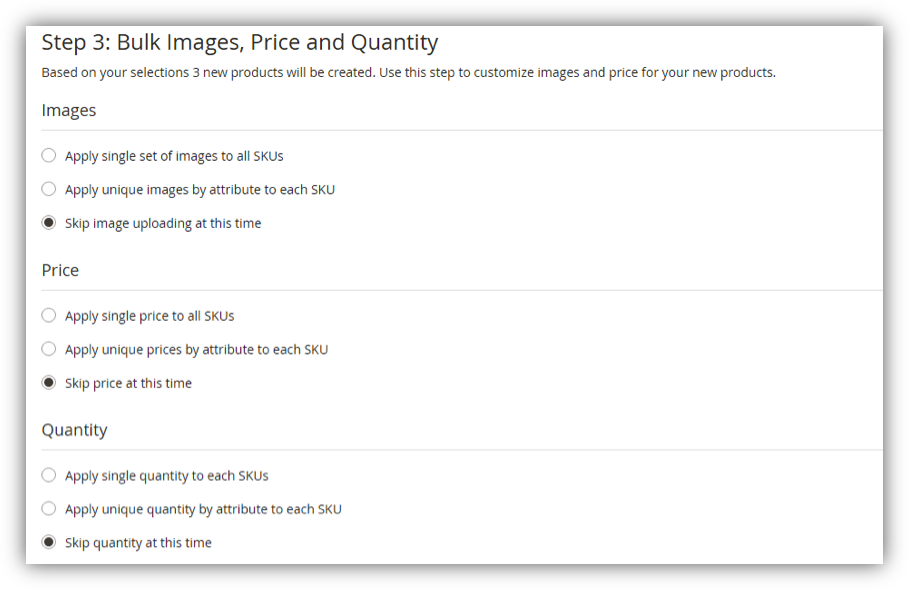 Step 3: Bulk Images, Price and Quantity
Based on your selections 3 new products will be created. Use this step to customize images and price for your new products.
Images
Apply single set of images to all SKUs
Apply unique images by attribute to each SKU
Skip image uploading at this time
Price
Apply single price to all SKUs
Apply unique prices by attribute to each SKU
Skip price at this time
Quantity
Apply single quantity to each SKUs
Apply unique quantity by attribute to each SKU
Skip quantity at this time